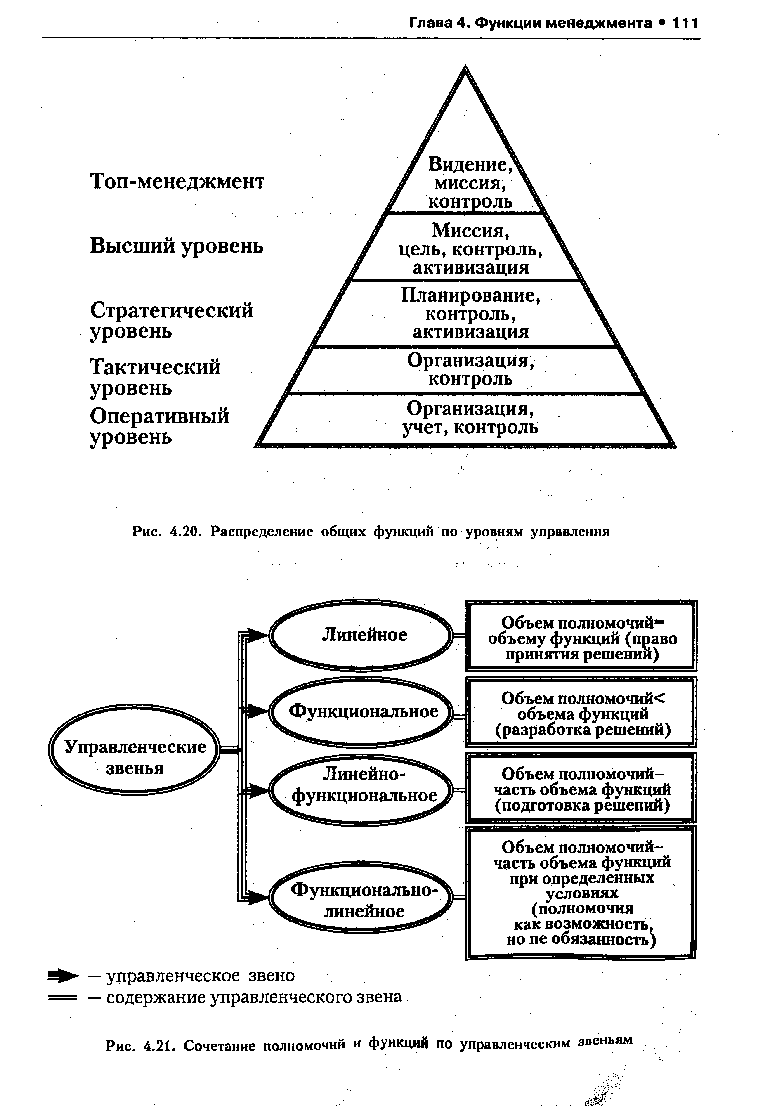 Глава 4. Функции менеджмента • 111
Топ-менеджмент
Видение,
миссия,
контроль
Высший уровень
Миссия,
цель, контроль,
активизация
Стратегический
уровень
Планирование,
контроль,
активизация
Тактический
уровень
Организация,
контроль
Оперативный
уровень
Организация,
учет, контроль
Рис. 4.20. Распределение общих функций по уровням управления
Управленческие
звенья
Линейное
Объем полномочий=
объему функций (право
принятия решений)
Функциональное
Объем полномочий<
объема функций
(разработка решений)
Линейно-
функциональное
Объем полномочий–
часть объема функций
(подготовка решений)
Функционально-
линейное
Объем полномочий–
часть объема функций
при определенных
условиях
(полномочия
как возможность,
но не обязанность)
— управленческое звено
— содержание управленческого звена
Рис. 4.21. Сочетание полномочий и функций по управленческим звеньям